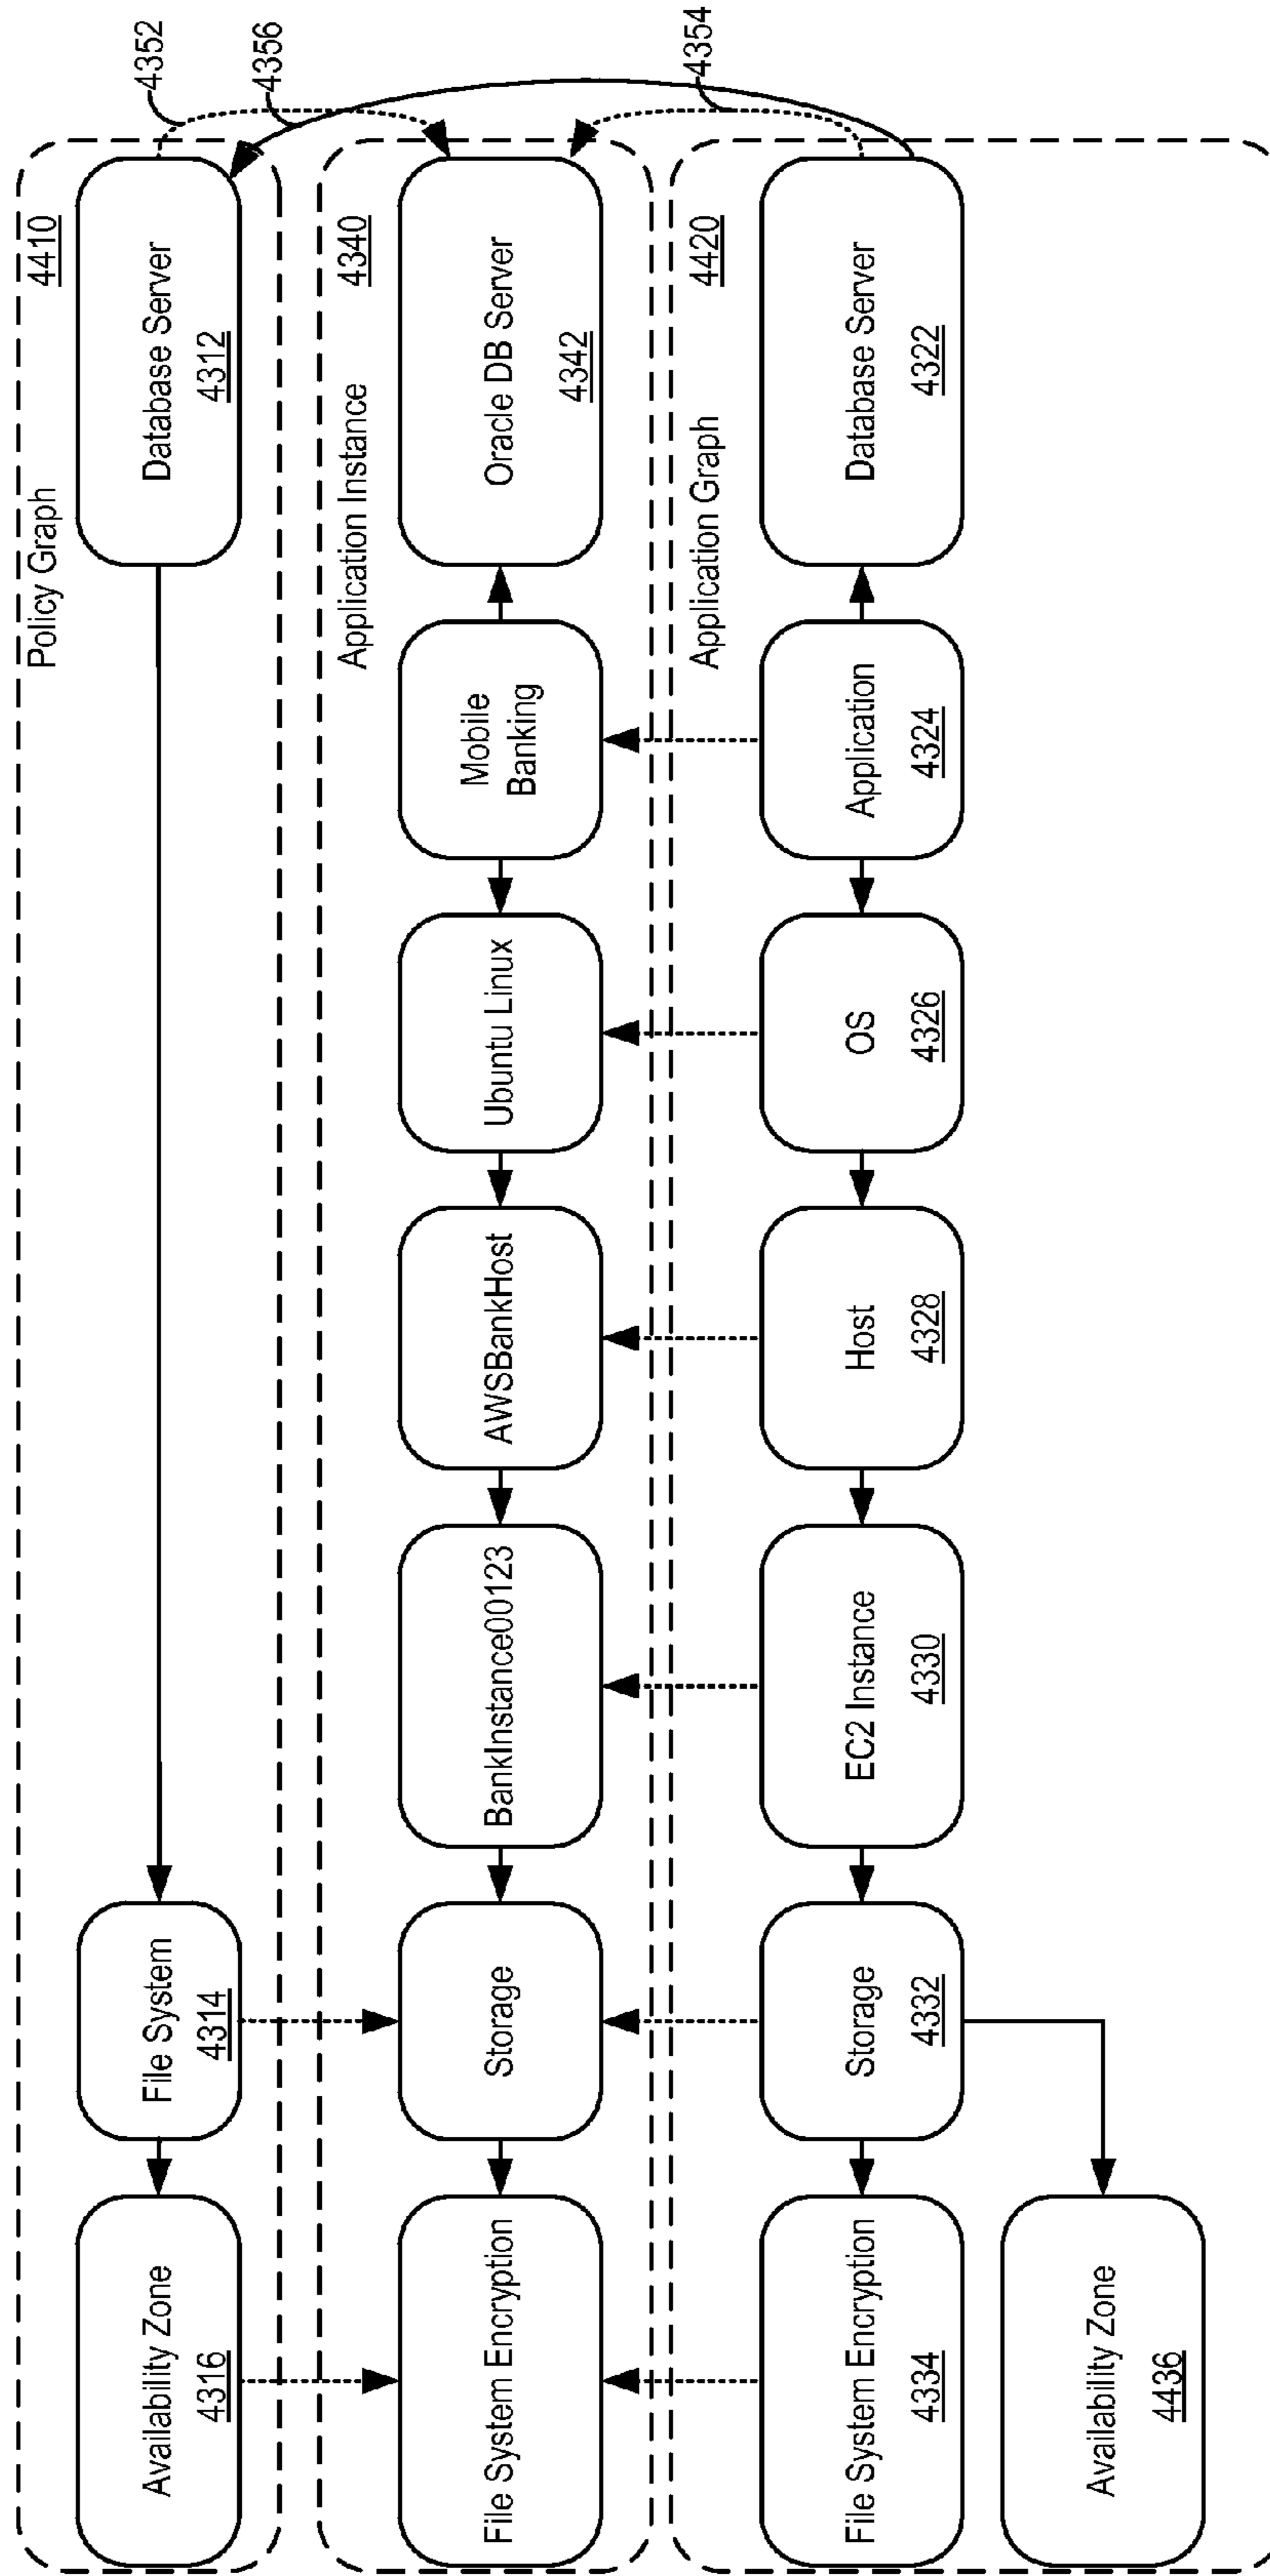 Policy Graph
4410
Availability Zone
4316
File System
4314
Database Server
4312
4352
4356
Application Instance
4340
File System Encryption
Storage
BankInstance00123
AWSBankHost
Ubuntu Linux
Mobile
Banking
Oracle DB Server
4342
4354
Application Graph
4420
File System Encryption
4334
Storage
4332
EC2 Instance
4330
Host
4328
OS
4326
Application
4324
Database Server
4322
Availability Zone
4436